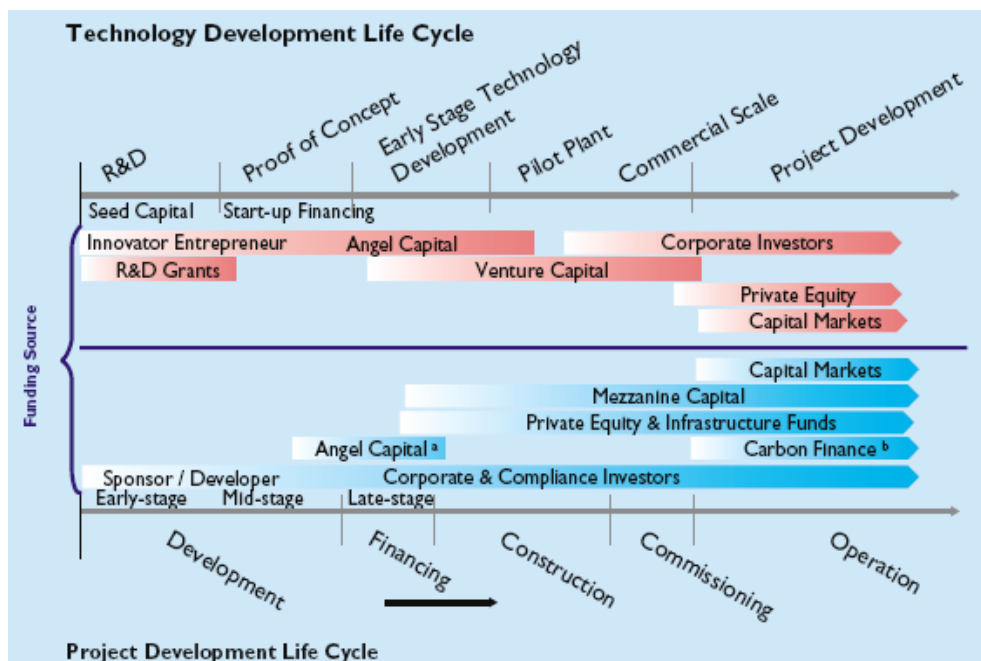 Technology Development Life Cycle
R&D
Proof of Concept
Early Stage Technology
Development
Pilot Plant
Commercial Scale
Project Development
Seed Capital
Start-up Financing
Innovator Entrepreneur
Angel Capital
Corporate Investors
R&D Grants
Venture Capital
Private Equity
Capital Markets
Funding Source
Capital Markets
Mezzanine Capital
Private Equity & Infrastructure Funds
Angel Capital a
Carbon Finance b
Sponsor / Developer
Corporate & Compliance Investors
Early-stage
Mid-stage
Late-stage
Development
Financing
Construction
Commissioning
Operation
Project Development Life Cycle